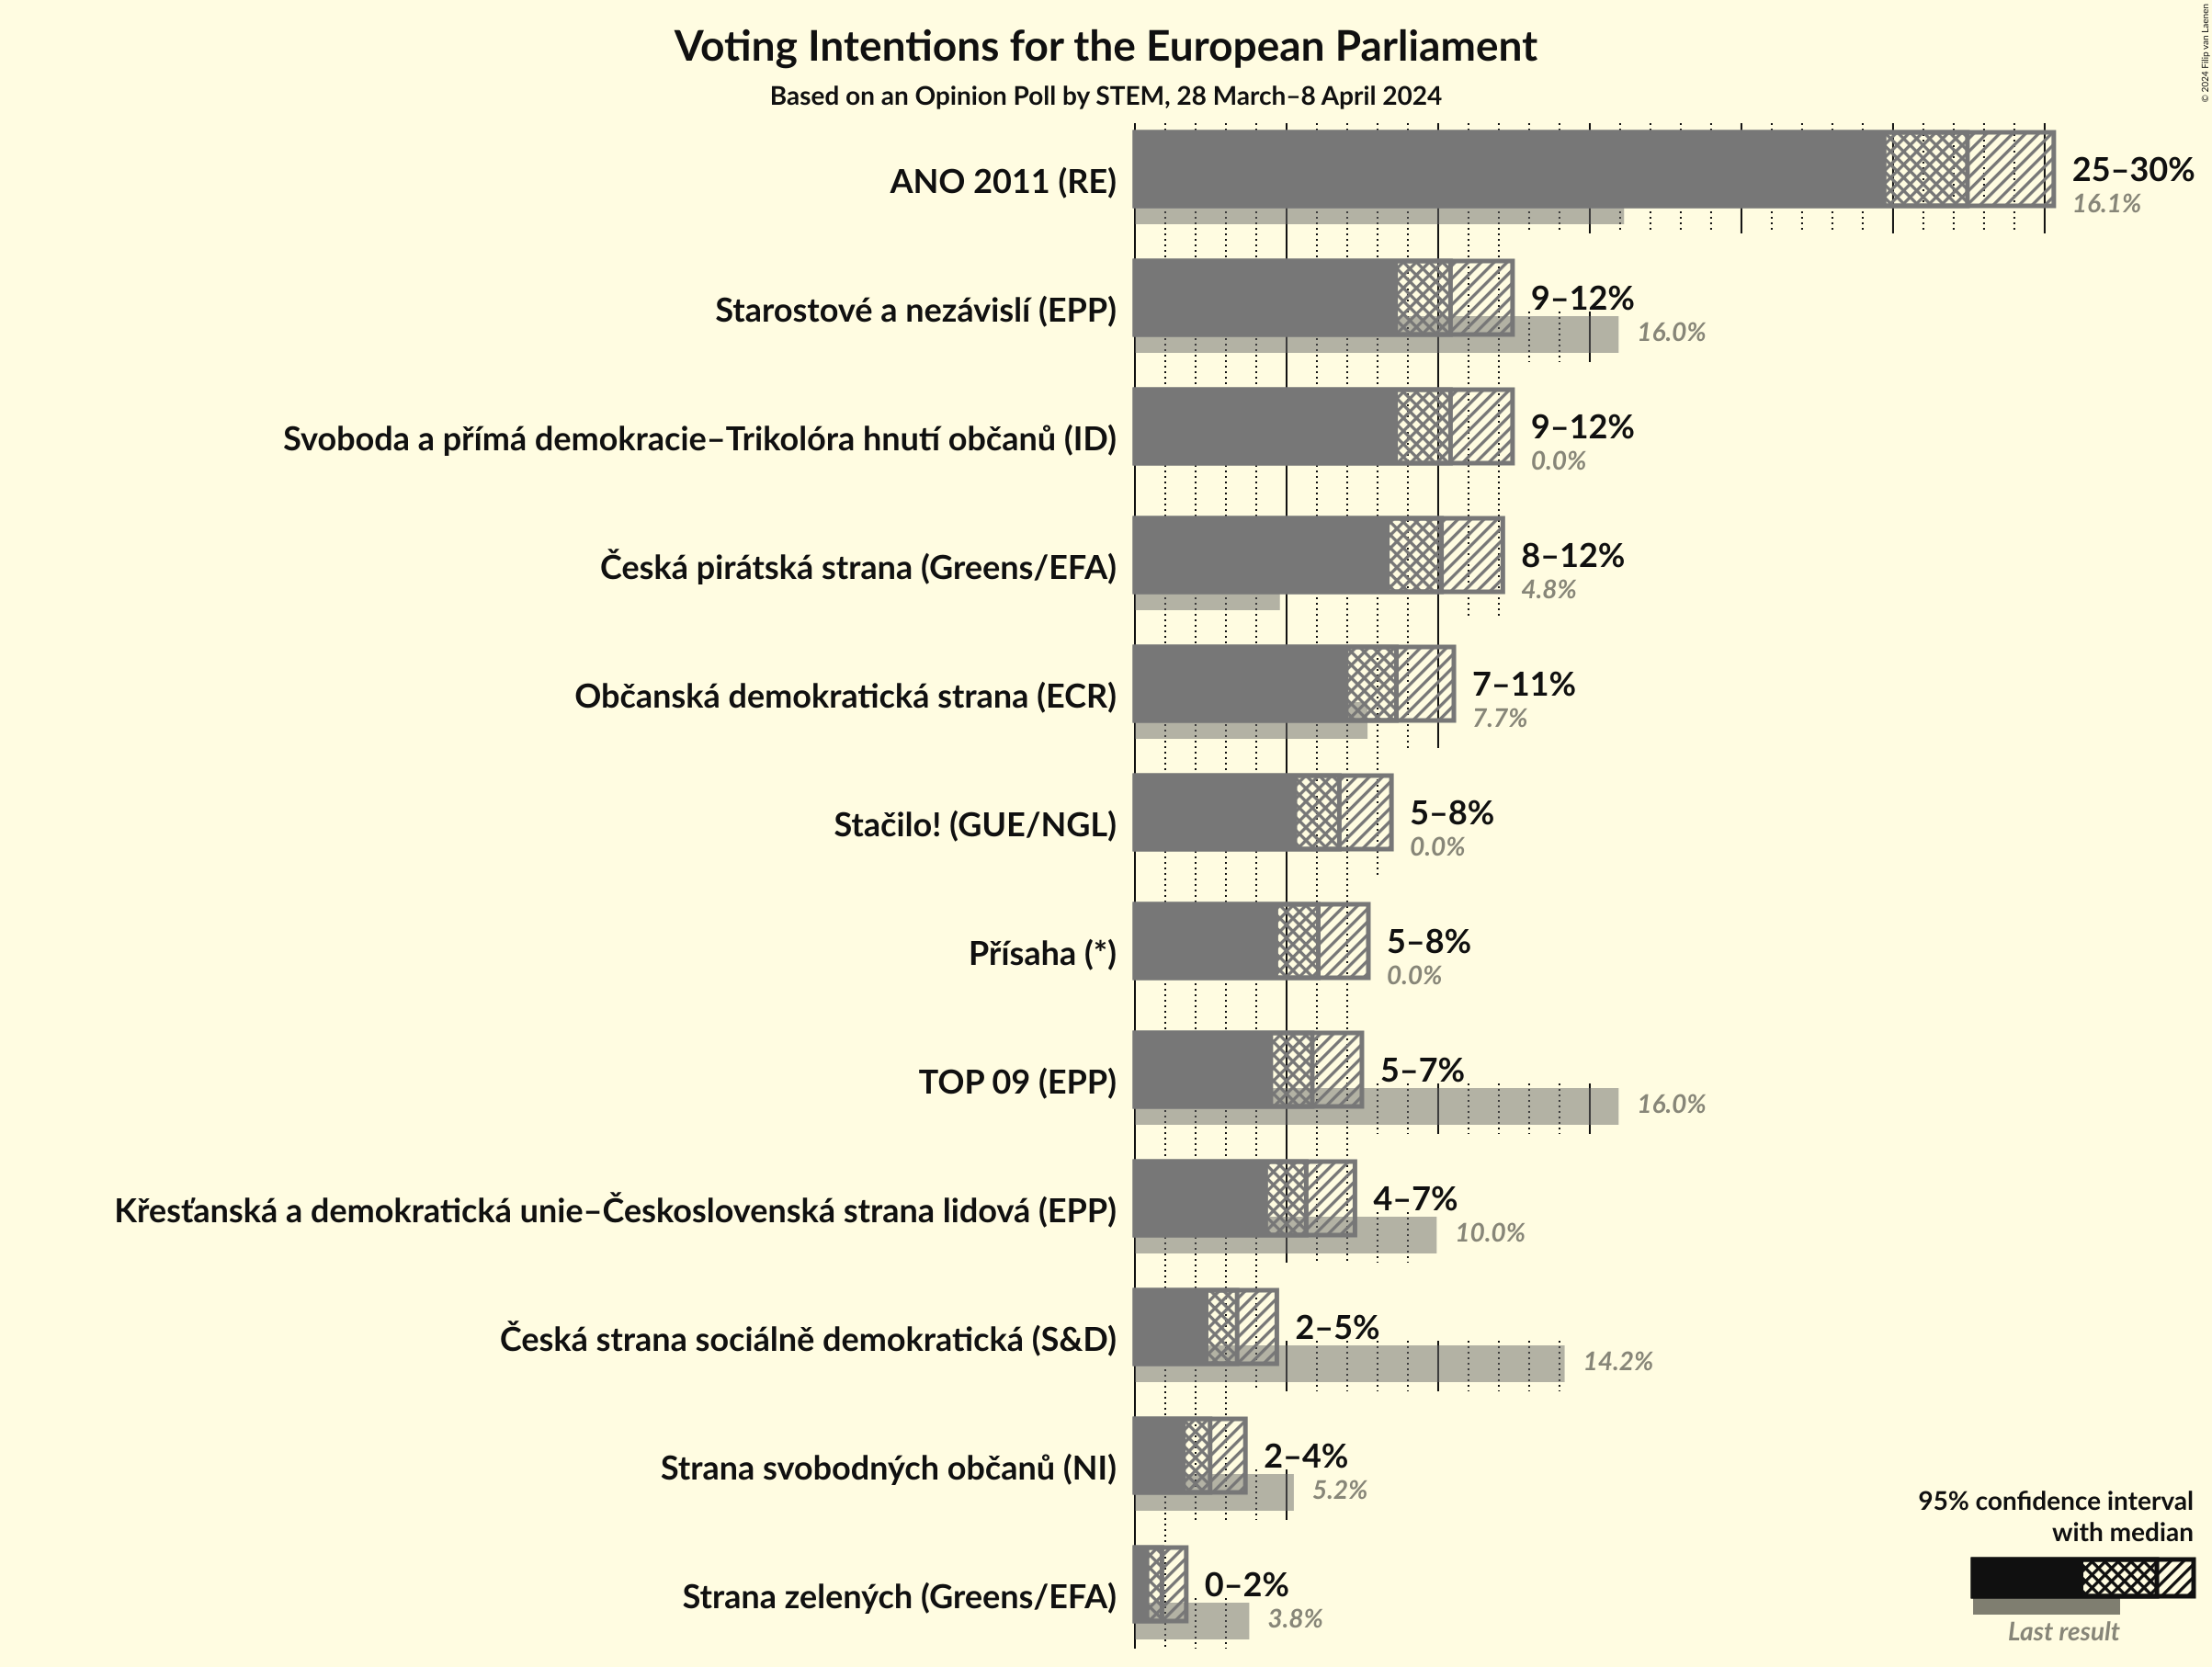 Voting Intentions for the European Parliament
Based on an Opinion Poll by STEM, 28 March–8 April 2024
© 2024 Filip van Laenen
ANO 2011 (RE)
25–30%
16.1%
Starostové a nezávislí (EPP)
9–12%
16.0%
Svoboda a přímá demokracie–Trikolóra hnutí občanů (ID)
9–12%
0.0%
Česká pirátská strana (Greens/EFA)
8–12%
4.8%
Občanská demokratická strana (ECR)
7–11%
7.7%
Stačilo! (GUE/NGL)
5–8%
0.0%
Přísaha (*)
5–8%
0.0%
TOP 09 (EPP)
5–7%
16.0%
Křesťanská a demokratická unie–Československá strana lidová (EPP)
4–7%
10.0%
Česká strana sociálně demokratická (S&D)
2–5%
14.2%
Strana svobodných občanů (NI)
2–4%
5.2%
Strana zelených (Greens/EFA)
0–2%
3.8%
95% confidence interval
with median
Last result